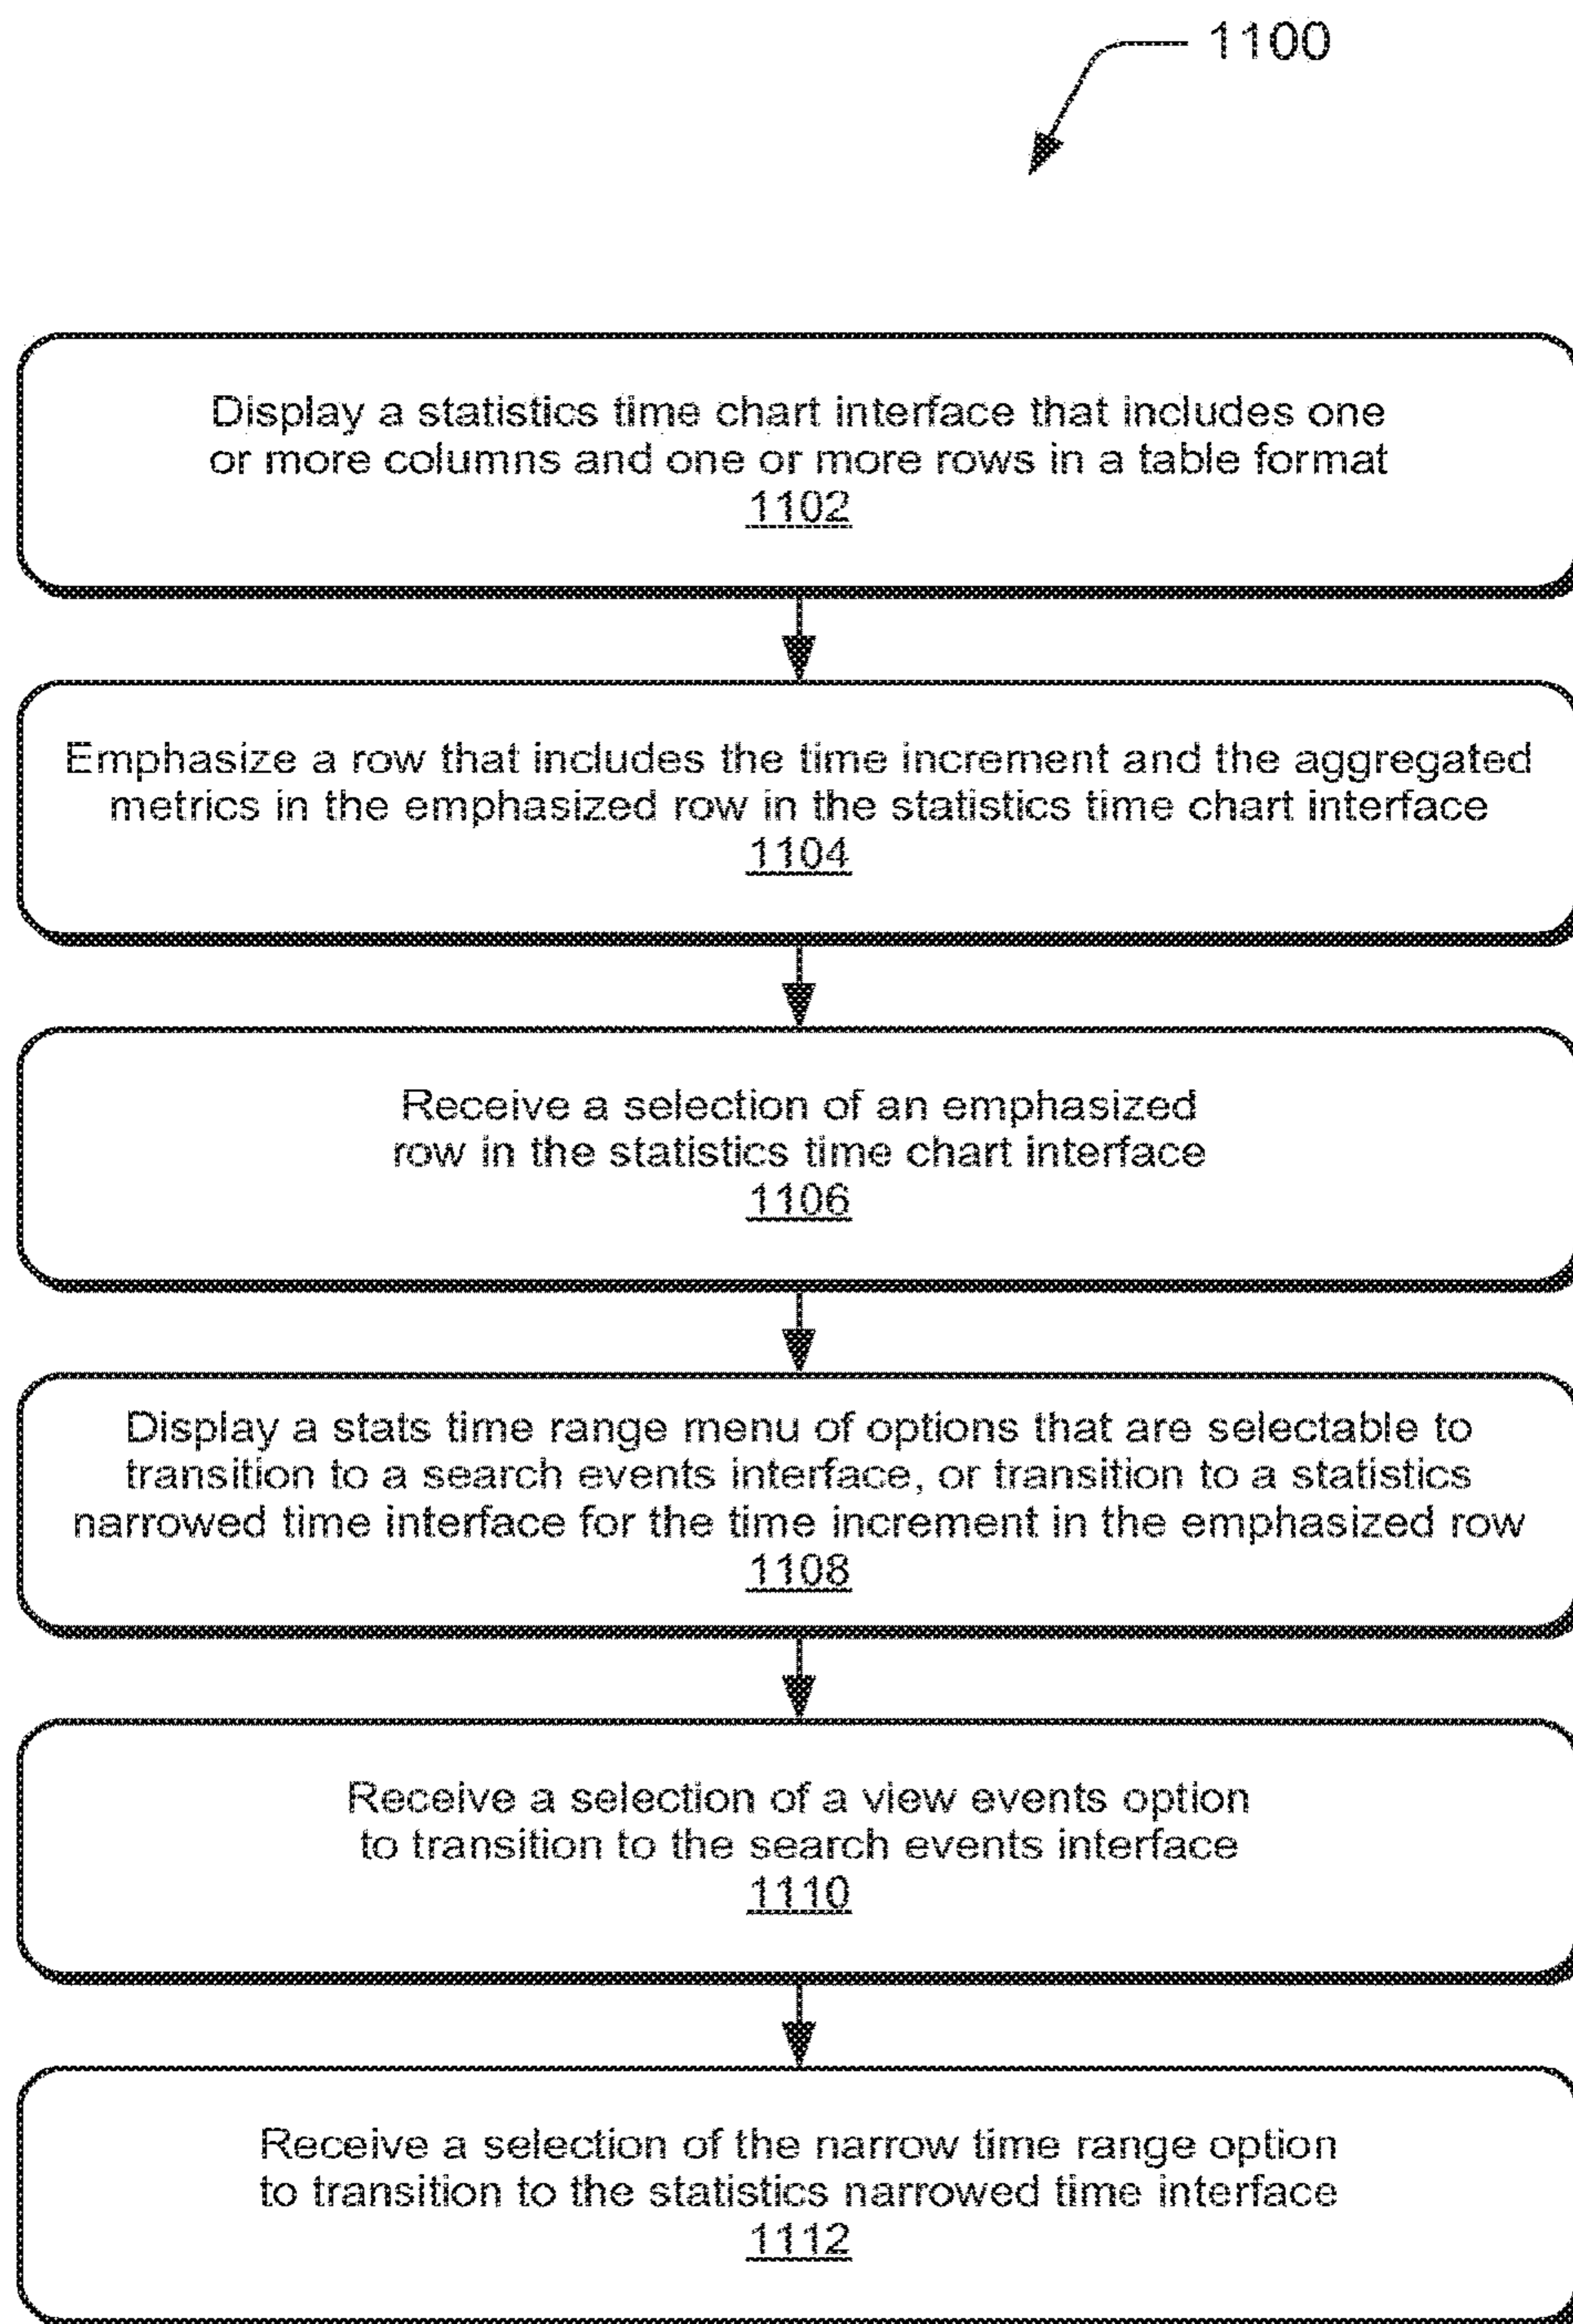 1100
Display a statistics time chart interface that includes one
or more columns and one or more rows in a table format
1102
Emphasize a row that includes the time increment and the aggregated
metrics in the emphasized row in the statistics time chart interface
1104
Receive a selection of an emphasized
row in the statistics time chart interface
1106
Display a stats time range menu of options that are selectable to
transition to a search events interface, or transition to a statistics
narrowed time interface for the time increment in the emphasized row
1108
Receive a selection of a view events option
to transition to the search events interface
1110
Receive a selection of the narrow time range option
to transition to the statistics narrowed time interface
1112